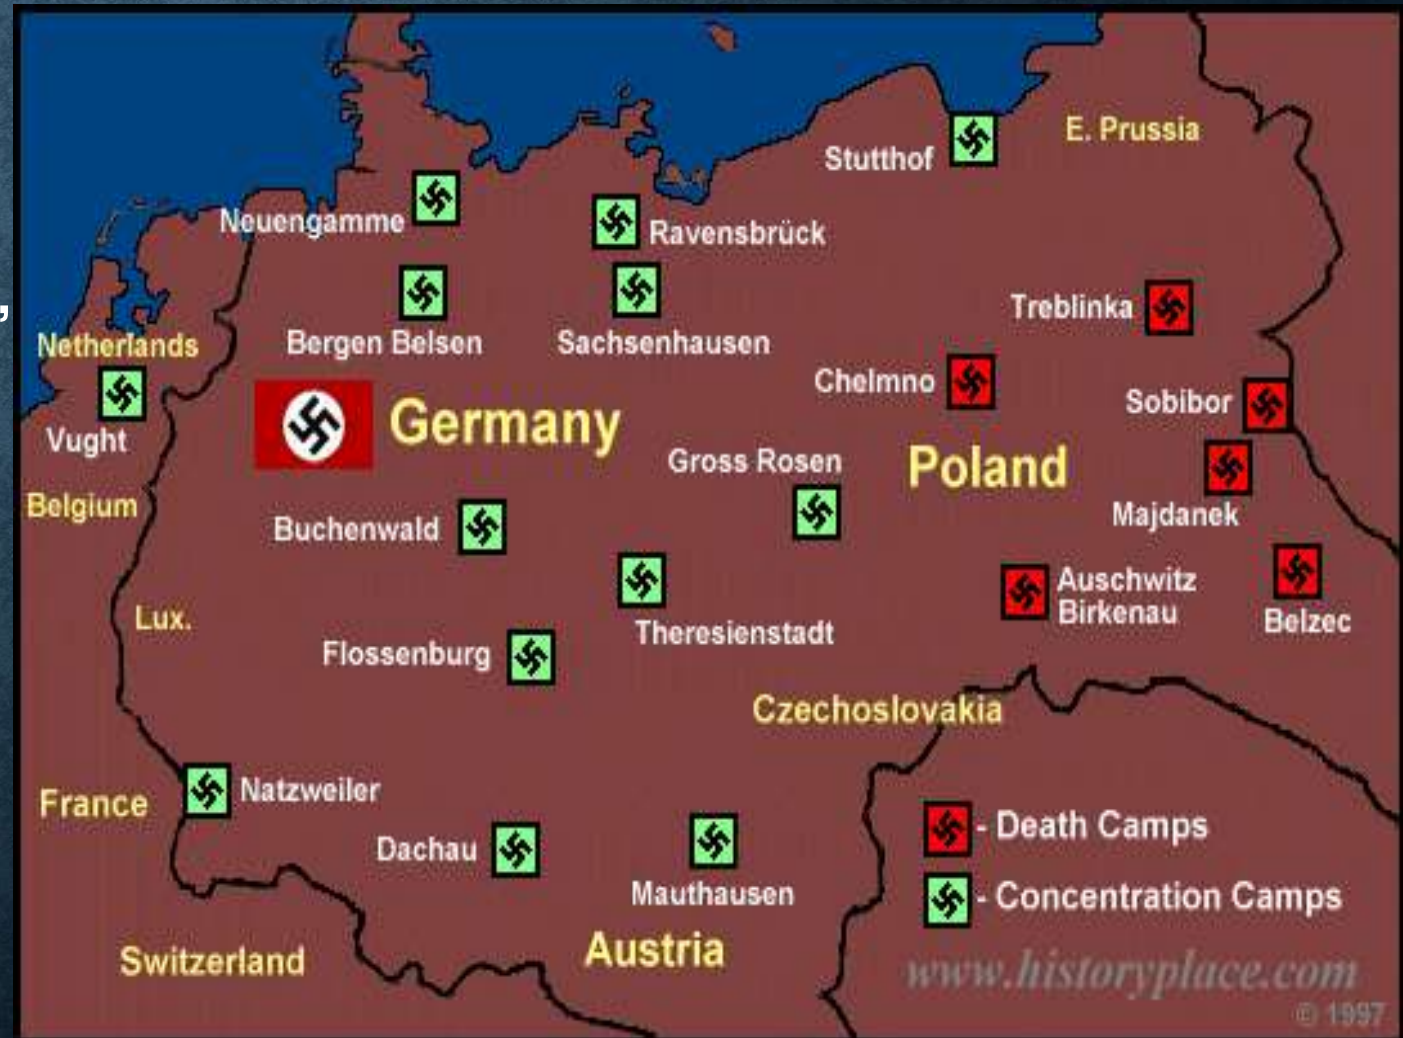 ”
E. Prussia
Stutthof
Neuengamme
Ravensbrück
Treblinka
Bergen Belsen
Sachsenhausen
Netherlands
Chelmno
Sobibor
Vught
Germany
Gross Rosen
Poland
Belgium
Majdanek
Buchenwald
Auschwitz
Birkenau
Belzec
Lux.
Theresienstadt
Flossenburg
Czechoslovakia
Natzweiler
France
- Death Camps
Dachau
Mauthausen
- Concentration Camps
Austria
Switzerland
www.historyplace.com
© 1997